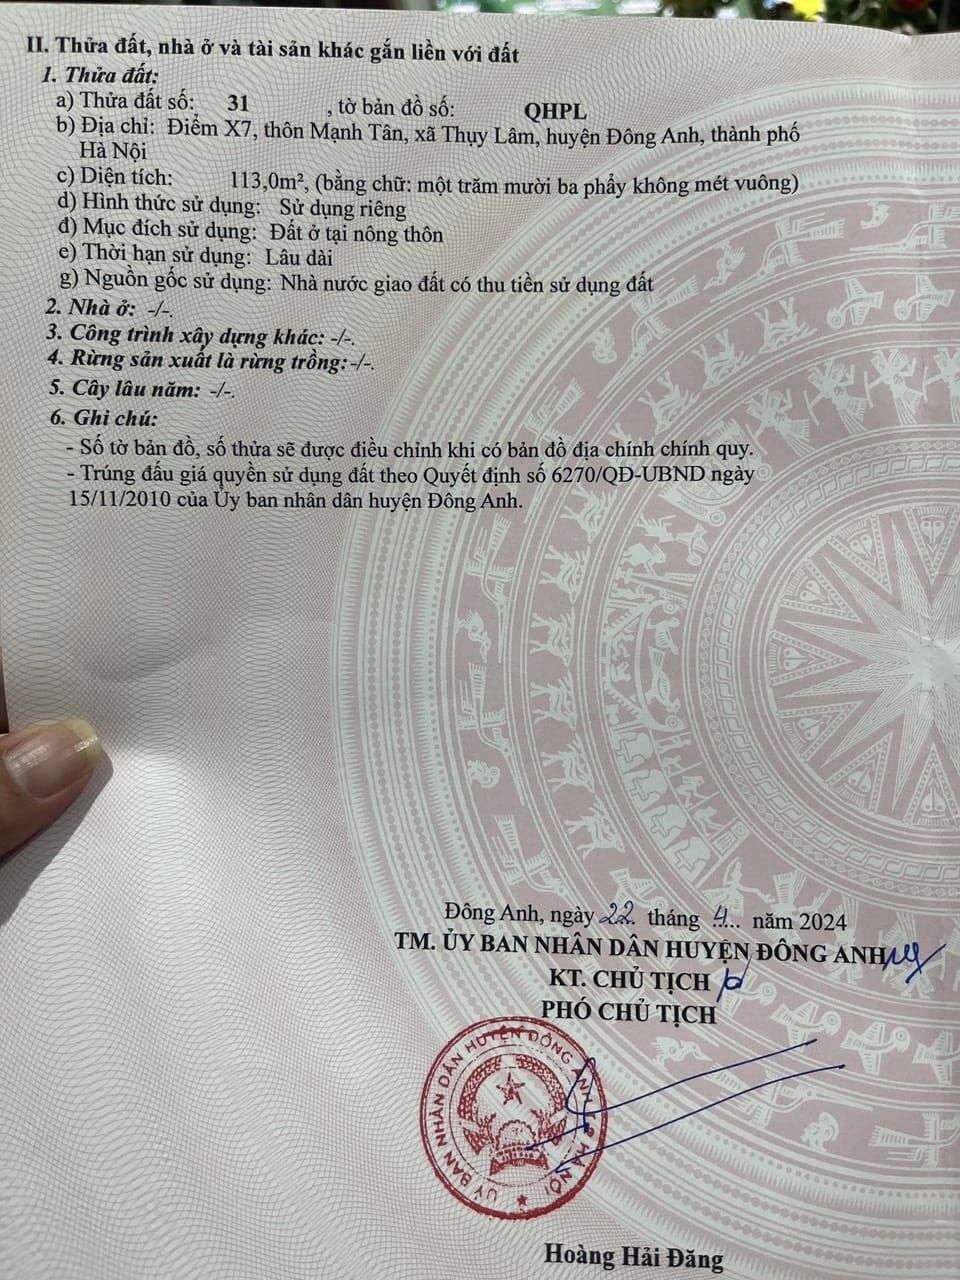 II. Thửa đất, nhà ở và tài sản khác gắn liền với đất
1. Thửa đất:
a) Thửa đất số: 31 , tờ bản đồ số: QHPL
b) Địa chỉ: Điểm X7, thôn Mạnh Tân, xã Thụy Lâm, huyện Đông Anh, thành phố
Hà Nội
c) Diện tích: 113,0m², (bằng chữ: một trăm mười ba phẩy không mét vuông)
d) Hình thức sử dụng: Sử dụng riêng
đ) Mục đích sử dụng: Đất ở tại nông thôn
e) Thời hạn sử dụng: Lâu dài
g) Nguồn gốc sử dụng: Nhà nước giao đất có thu tiền sử dụng đất
2. Nhà ở: -/-.
3. Công trình xây dựng khác: -/-.
4. Rừng sản xuất là rừng trồng: -/-.
5. Cây lâu năm: -/-.
6. Ghi chú:
- Số tờ bản đồ, số thửa sẽ được điều chỉnh khi có bản đồ địa chính chính quy.
- Trúng đấu giá quyền sử dụng đất theo Quyết định số 6270/QĐ-UBND ngày
15/11/2010 của Ủy ban nhân dân huyện Đông Anh.
Đông Anh, ngày 22 tháng 4 năm 2024
TM. ỦY BAN NHÂN DÂN HUYỆN ĐÔNG ANH
KT. CHỦ TỊCH
PHÓ CHỦ TỊCH
ỦY BAN NHÂN DÂN HUYỆN ĐÔNG ANH T.P HÀ NỘI
Hoàng Hải Đăng